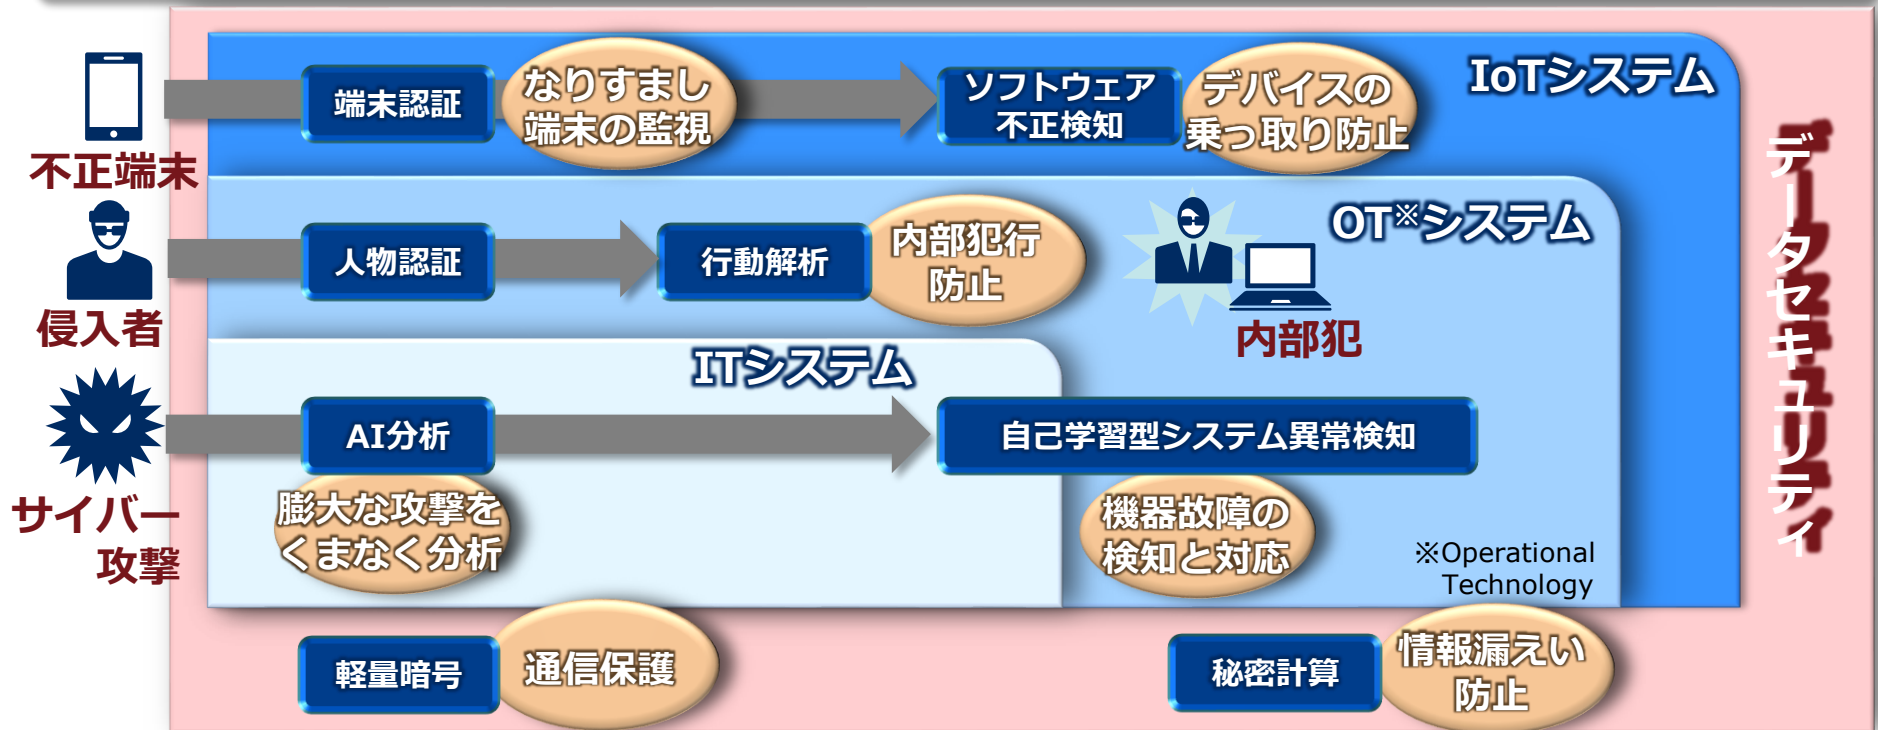 IoTシステム
端末認証
なりすまし
端末の監視
ソフトウェア
不正検知
デバイスの
乗っ取り防止
不正端末
OT※システム
人物認証
行動解析
内部犯行
防止
内部犯
侵入者
ITシステム
AI分析
自己学習型システム異常検知
サイバー
攻撃
膨大な攻撃を
くまなく分析
機器故障の
検知と対応
※Operational
Technology
データセキュリティ
軽量暗号
通信保護
秘密計算
情報漏えい
防止